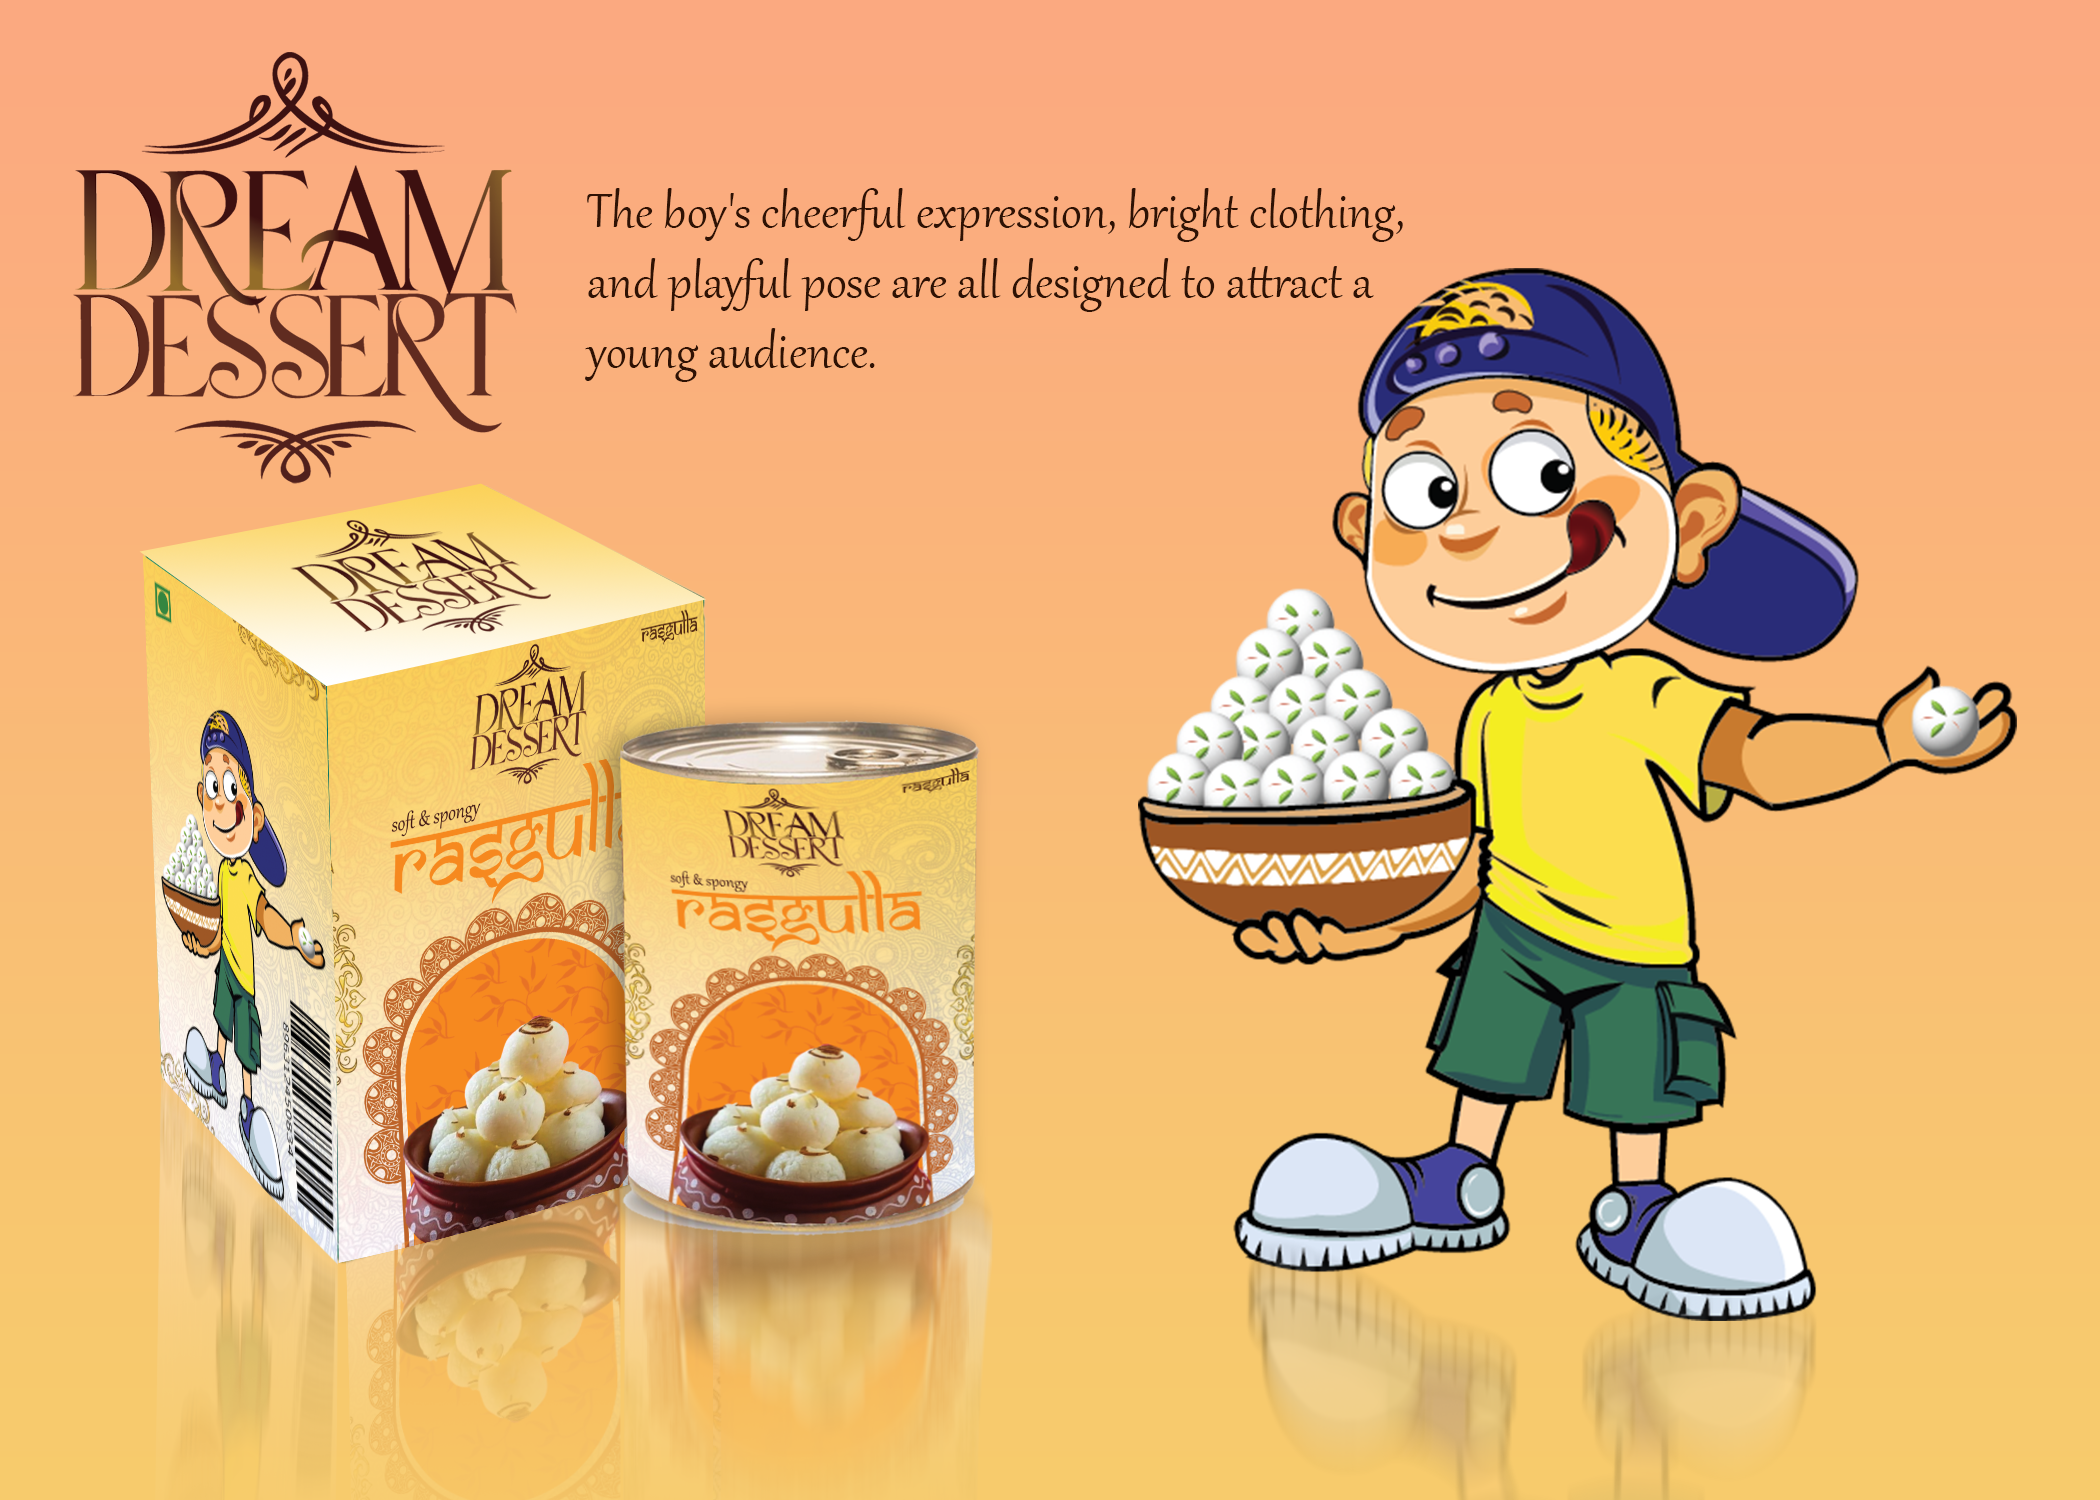 DREAM
DESSERT
The boy's cheerful expression, bright clothing,
and playful pose are all designed to attract a
young audience.
DREAM
DESSERT
rasgulla
DREAM
DESSERT
soft & spongy
rasgulla
rasgulla
DREAM
DESSERT
soft & spongy
rasgulla